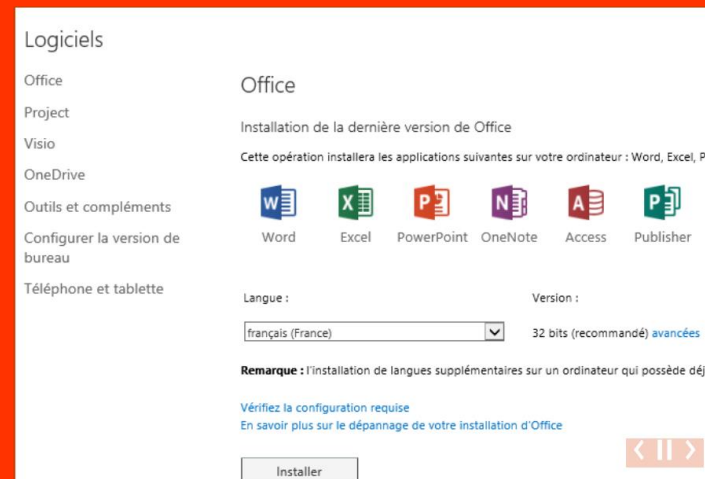 Logiciels
Office
Project
Visio
OneDrive
Outils et compléments
Configurer la version de
bureau
Téléphone et tablette
Office
Installation de la dernière version de Office
Cette opération installera les applications suivantes sur votre ordinateur : Word, Excel, P
Word Excel PowerPoint OneNote Access Publisher
Langue : Version :
français (France) 32 bits (recommandé) avancées
Remarque : l'installation de langues supplémentaires sur un ordinateur qui possède déj
Vérifiez la configuration requise
En savoir plus sur le dépannage de votre installation d'Office
Installer